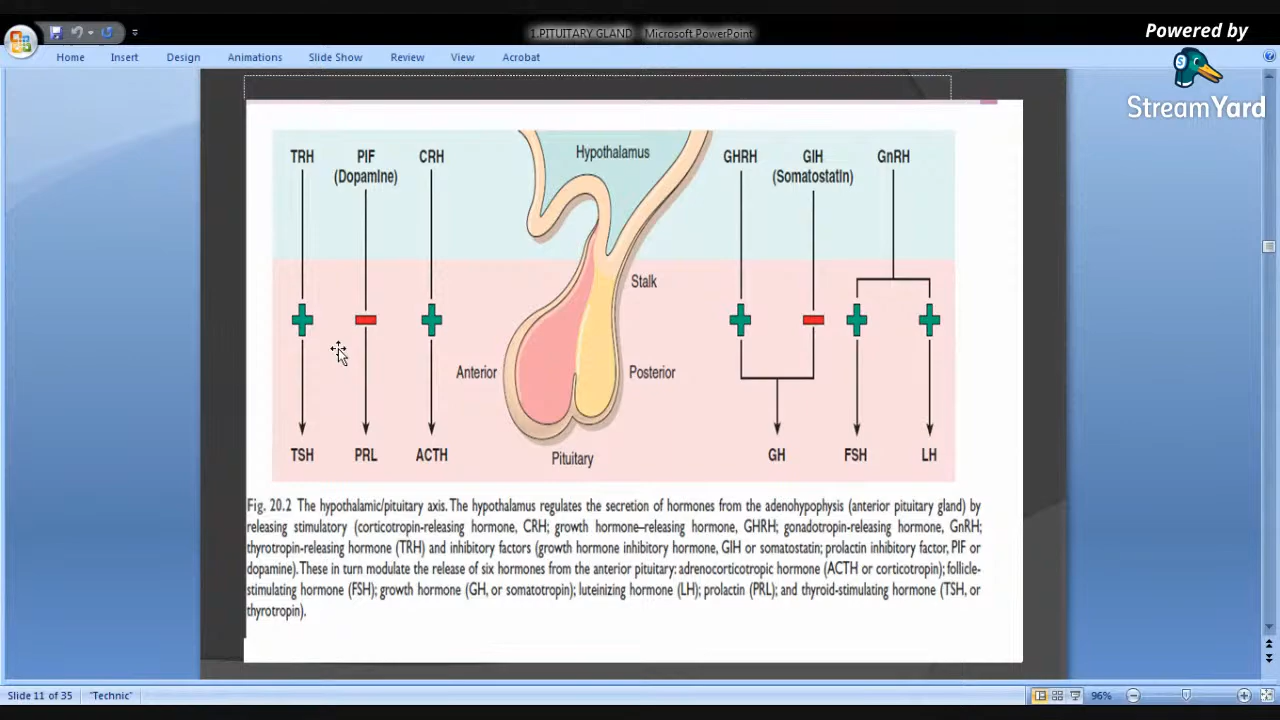 1.PITUITARY GLAND   Microsoft PowerPoint
Powered by
StreamYard
Home Insert Design Animations Slide Show Review View Acrobat
TRH
PIF
(Dopamine)
CRH
Hypothalamus
GHRH
GIH
(Somatostatin)
GnRH
Stalk
Anterior
Posterior
TSH
PRL
ACTH
Pituitary
GH
FSH
LH
Fig. 20.2 The hypothalamic/pituitary axis. The hypothalamus regulates the secretion of hormones from the adenohypophysis (anterior pituitary gland) by
releasing stimulatory (corticotropin-releasing hormone, CRH; growth hormone–releasing hormone, GHRH; gonadotropin-releasing hormone, GnRH;
thyrotropin-releasing hormone (TRH) and inhibitory factors (growth hormone inhibitory hormone, GIH or somatostatin; prolactin inhibitory factor, PIF or
dopamine). These in turn modulate the release of six hormones from the anterior pituitary: adrenocorticotropic hormone (ACTH or corticotropin); follicle-
stimulating hormone (FSH); growth hormone (GH, or somatotropin); luteinizing hormone (LH); prolactin (PRL); and thyroid-stimulating hormone (TSH, or
thyrotropin).
Slide 11 of 35 "Technic" 96%